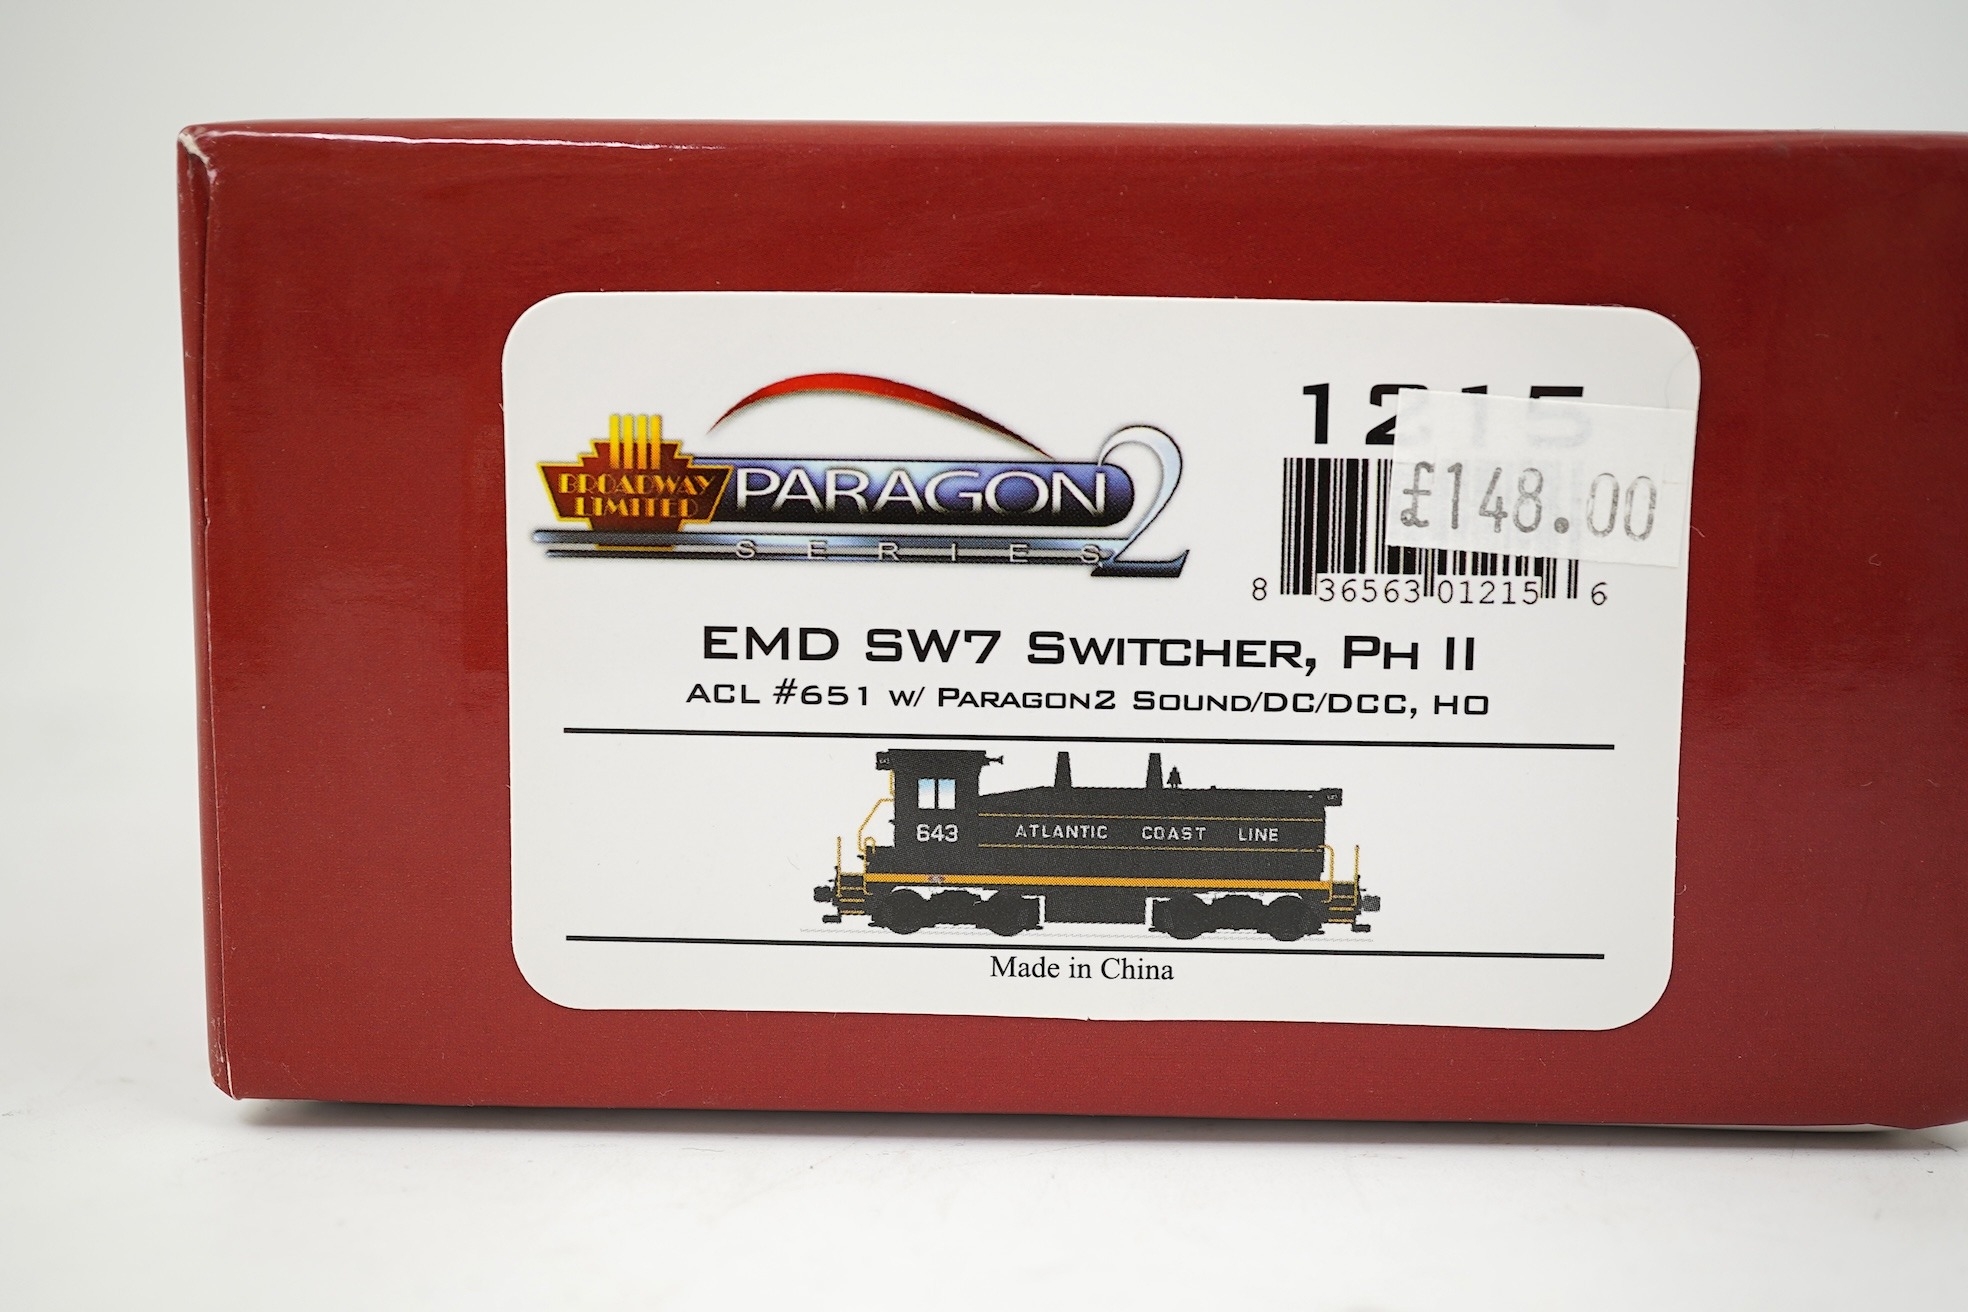 1215
BROADWAY
LIMITED
PARAGON 2
SERIES
£148.00
8 36563 01215 6
EMD SW7 SWITCHER, PH II
ACL #651 W/ PARAGON2 SOUND/DC/DCC, HO
643 ATLANTIC COAST LINE
Made in China